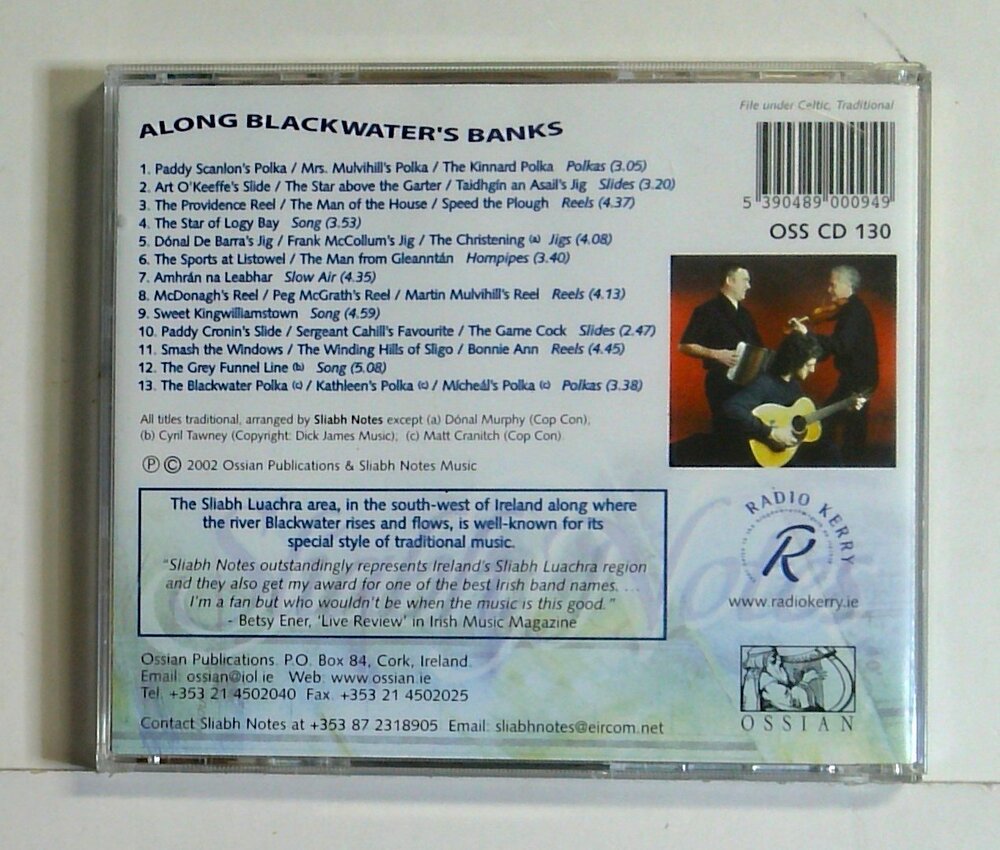 File under Celtic, Traditional
ALONG BLACKWATER'S BANKS
1. Paddy Scanlon's Polka / Mrs. Mulvihill's Polka / The Kinnard Polka Polkas (3.05)
2. Art O'Keeffe's Slide / The Star above the Garter / Taidhgín an Asail's Jig Slides (3.20)
3. The Providence Reel / The Man of the House / Speed the Plough Reels (4.37)
4. The Star of Logy Bay Song (3.53)
5. Dónal De Barra's Jig / Frank McCollum's Jig / The Christening (a) Jigs (4.08)
6. The Sports at Listowel / The Man from Gleanntán Hornpipes (3.40)
7. Amhrán na Leabhar Slow Air (4.35)
8. McDonagh's Reel / Peg McGrath's Reel / Martin Mulvihill's Reel Reels (4.13)
9. Sweet Kingwilliamstown Song (4.59)
10. Paddy Cronin's Slide / Sergeant Cahill's Favourite / The Game Cock Slides (2.47)
11. Smash the Windows / The Winding Hills of Sligo / Bonnie Ann Reels (4.45)
12. The Grey Funnel Line (b) Song (5.08)
13. The Blackwater Polka (c) / Kathleen's Polka (c) / Mícheál's Polka (c) Polkas (3.38)
All titles traditional, arranged by Sliabh Notes except (a) Dónal Murphy (Cop Con),
(b) Cyril Tawney (Copyright: Dick James Music), (c) Matt Cranitch (Cop Con)
Ⓟ © 2002 Ossian Publications & Sliabh Notes Music
5 390489 000949
OSS CD 130
The Sliabh Luachra area, in the south-west of Ireland along where
the river Blackwater rises and flows, is well-known for its
special style of traditional music.
"Sliabh Notes outstandingly represents Ireland's Sliabh Luachra region
and they also get my award for one of the best Irish band names. ...
I'm a fan but who wouldn't be when the music is this good."
- Betsy Ener, 'Live Review' in Irish Music Magazine
RADIO KERRY
R
www.radiokerry.ie
Ossian Publications. P.O. Box 84, Cork, Ireland.
Email: ossian@iol.ie Web: www.ossian.ie
Tel. +353 21 4502040 Fax. +353 21 4502025
Contact Sliabh Notes at +353 87 2318905 Email: sliabhnotes@eircom.net
OSSIAN